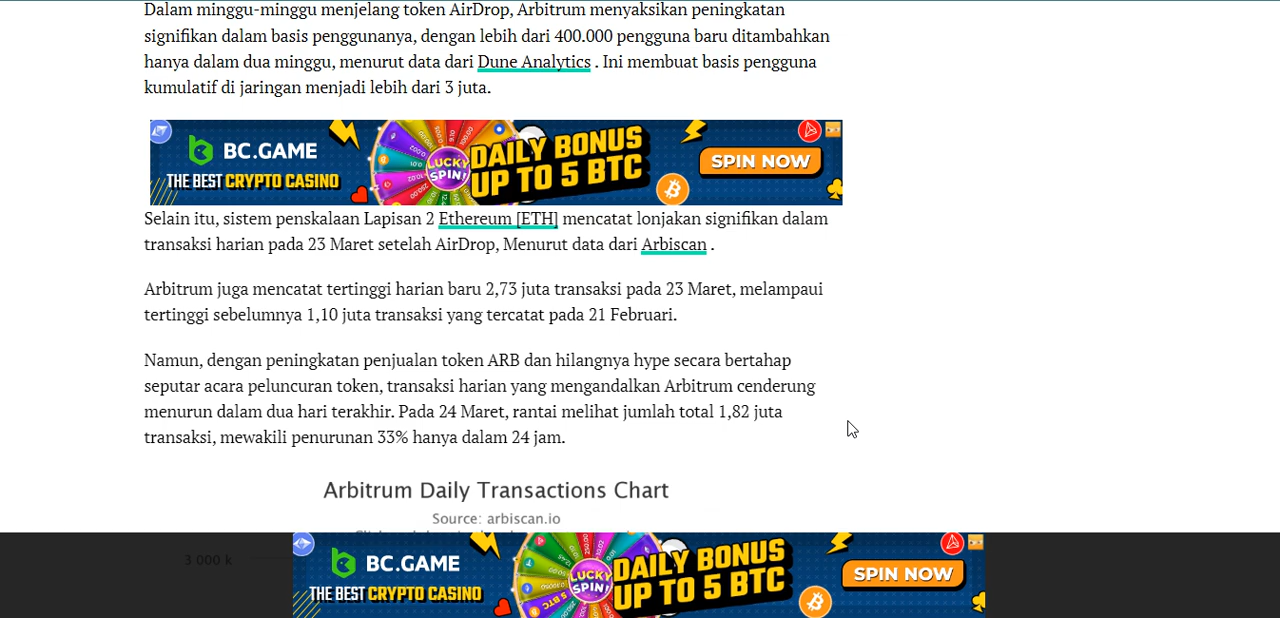 Dalam minggu-minggu menjelang token AirDrop, Arbitrum menyaksikan peningkatan
signifikan dalam basis penggunanya, dengan lebih dari 400.000 pengguna baru ditambahkan
hanya dalam dua minggu, menurut data dari Dune Analytics . Ini membuat basis pengguna
kumulatif di jaringan menjadi lebih dari 3 juta.
BC.GAME
THE BEST CRYPTO CASINO
LUCKY
SPIN!
DAILY BONUS
UP TO 5 BTC
SPIN NOW
Selain itu, sistem penskalaan Lapisan 2 Ethereum [ETH] mencatat lonjakan signifikan dalam
transaksi harian pada 23 Maret setelah AirDrop, Menurut data dari Arbiscan .
Arbitrum juga mencatat tertinggi harian baru 2,73 juta transaksi pada 23 Maret, melampaui
tertinggi sebelumnya 1,10 juta transaksi yang tercatat pada 21 Februari.
Namun, dengan peningkatan penjualan token ARB dan hilangnya hype secara bertahap
seputar acara peluncuran token, transaksi harian yang mengandalkan Arbitrum cenderung
menurun dalam dua hari terakhir. Pada 24 Maret, rantai melihat jumlah total 1,82 juta
transaksi, mewakili penurunan 33% hanya dalam 24 jam.
Arbitrum Daily Transactions Chart
Source: arbiscan.io
3 000 k
BC.GAME
THE BEST CRYPTO CASINO
LUCKY
SPIN!
DAILY BONUS
UP TO 5 BTC
SPIN NOW